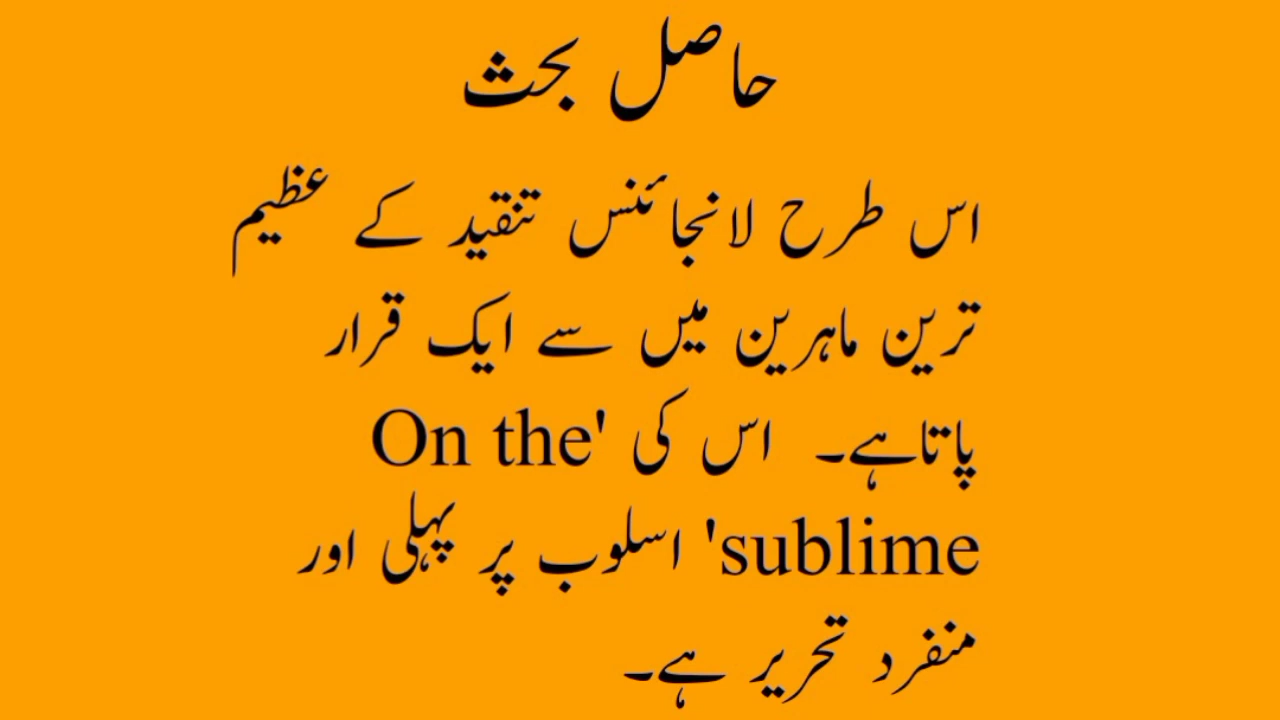 حاصل بحث
اس طرح لانجائنس تنقید کے عظیم
ترین ماہرین میں سے ایک قرار
پاتاہے۔ اس کی 'On the
sublime' اسلوب پر پہلی اور
منفرد تحریر ہے۔